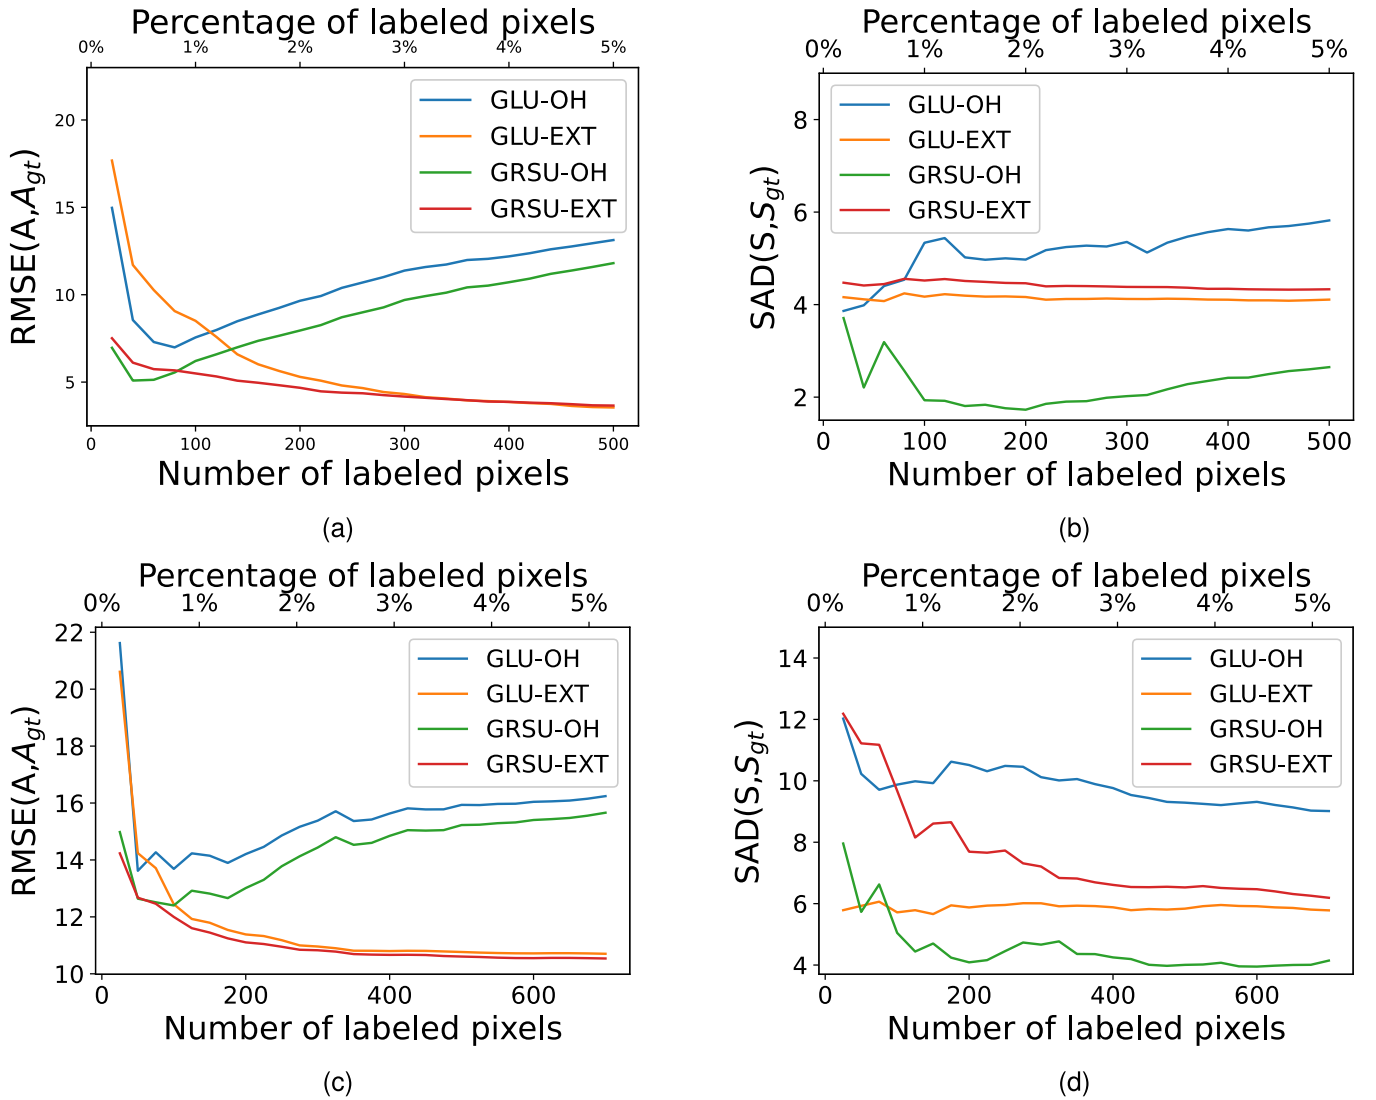 Percentage of labeled pixels
0% 1% 2% 3% 4% 5%
RMSE(A,A_gt)
20
15
10
5
GLU-OH
GLU-EXT
GRSU-OH
GRSU-EXT
0 100 200 300 400 500
Number of labeled pixels
(a)
Percentage of labeled pixels
0% 1% 2% 3% 4% 5%
SAD(S,S_gt)
8
6
4
2
GLU-OH
GLU-EXT
GRSU-OH
GRSU-EXT
0 100 200 300 400 500
Number of labeled pixels
(b)
Percentage of labeled pixels
0% 1% 2% 3% 4% 5%
RMSE(A,A_gt)
22
20
18
16
14
12
10
GLU-OH
GLU-EXT
GRSU-OH
GRSU-EXT
0 200 400 600
Number of labeled pixels
(c)
Percentage of labeled pixels
0% 1% 2% 3% 4% 5%
SAD(S,S_gt)
14
12
10
8
6
4
GLU-OH
GLU-EXT
GRSU-OH
GRSU-EXT
0 200 400 600
Number of labeled pixels
(d)